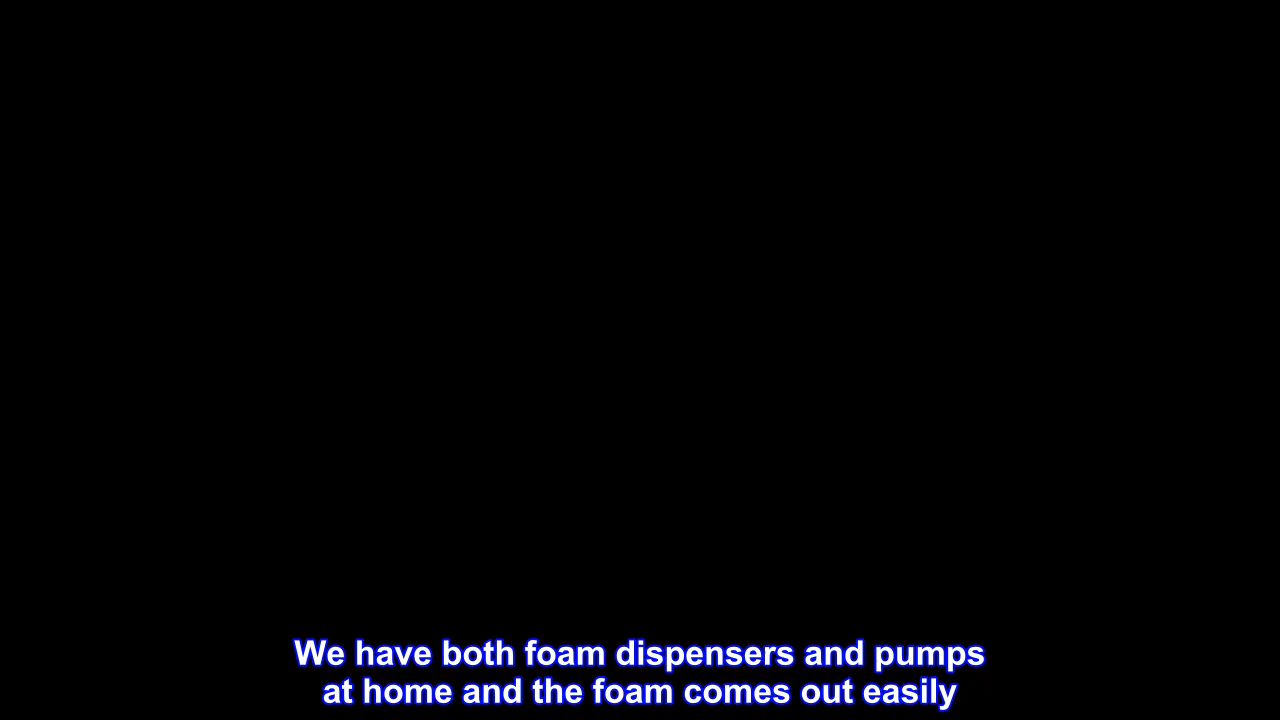 We have both foam dispensers and pumps
at home and the foam comes out easily